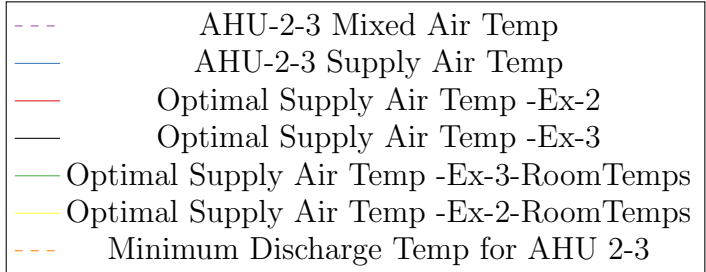 AHU-2-3 Mixed Air Temp
AHU-2-3 Supply Air Temp
Optimal Supply Air Temp -Ex-2
Optimal Supply Air Temp -Ex-3
Optimal Supply Air Temp -Ex-3-RoomTemps
Optimal Supply Air Temp -Ex-2-RoomTemps
Minimum Discharge Temp for AHU 2-3